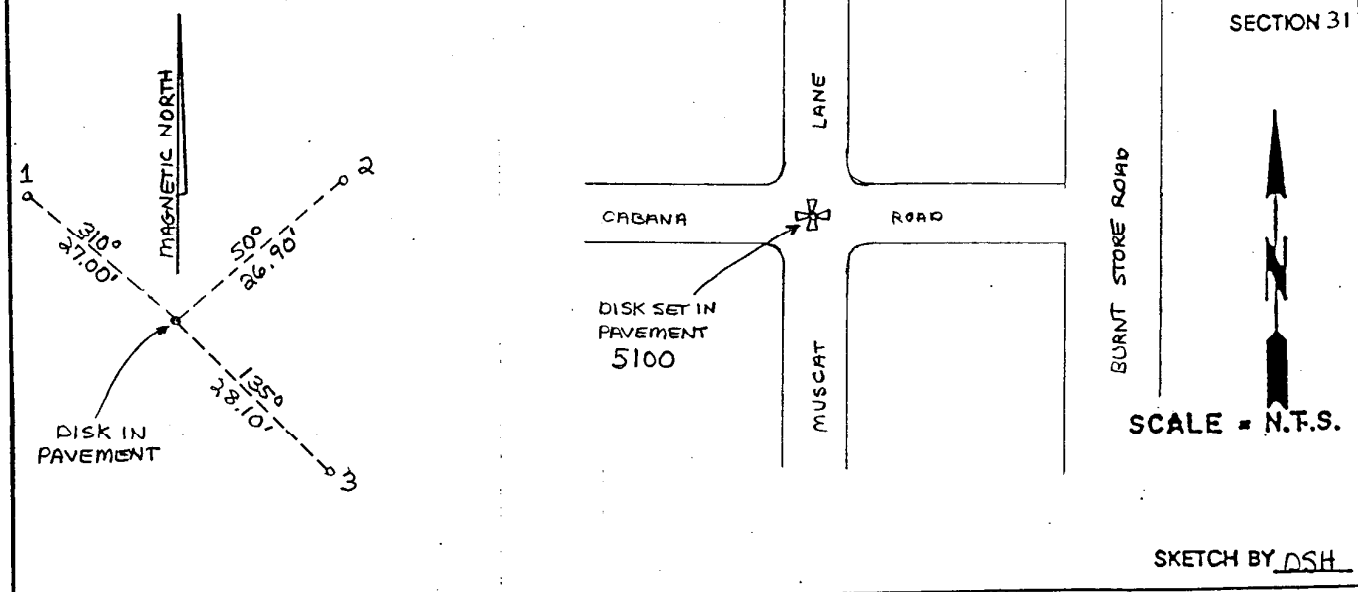 SECTION 31
MAGNETIC NORTH
1
2
310°
27.00'
50°
26.90'
135°
28.10'
3
DISK IN
PAVEMENT
LANE
CABANA ROAD
DISK SET IN
PAVEMENT
5100
MUSCAT
BURNT STORE ROAD
N
SCALE = N.T.S.
SKETCH BY DSH